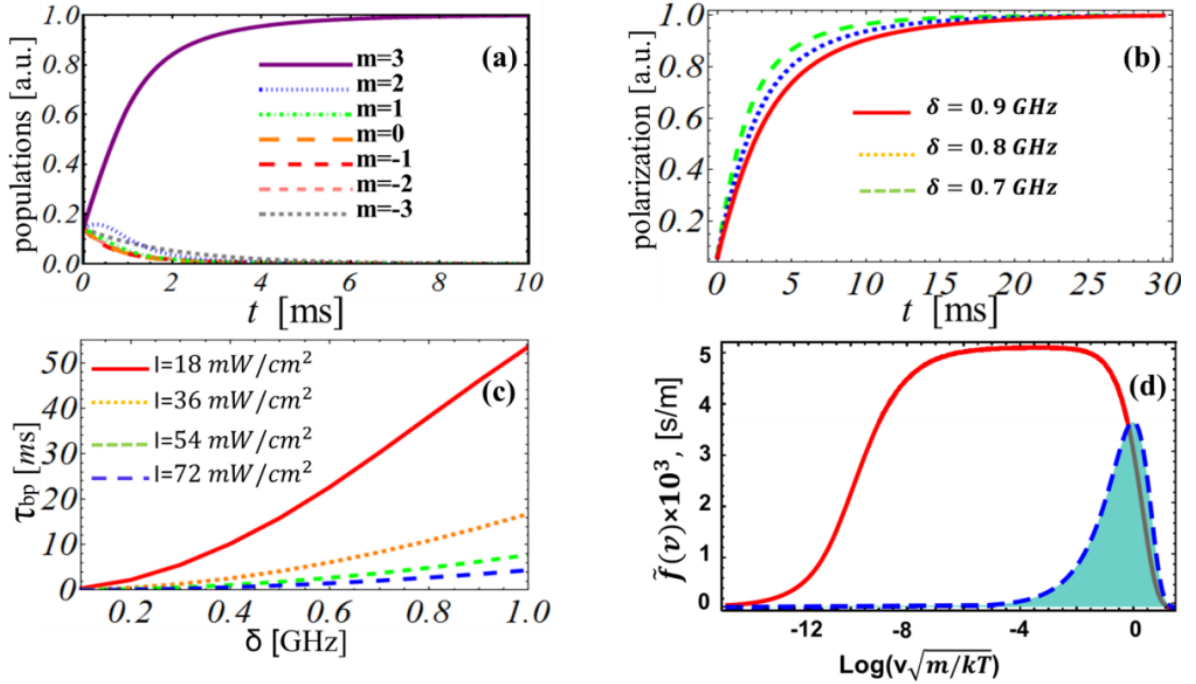 (a)
populations [a.u.]
1.0
0.8
0.6
0.4
0.2
0.0
m=3
m=2
m=1
m=0
m=-1
m=-2
m=-3
0 2 4 6 8 10
t [ms]
(b)
polarization [a.u.]
1.0
0.8
0.6
0.4
0.2
δ = 0.9 GHz
δ = 0.8 GHz
δ = 0.7 GHz
0 5 10 15 20 25 30
t [ms]
(c)
τbp [ms]
50
40
30
20
10
0
I=18 mW/cm²
I=36 mW/cm²
I=54 mW/cm²
I=72 mW/cm²
0.2 0.4 0.6 0.8 1.0
δ [GHz]
(d)
f̃(v)×10³, [s/m]
5
4
3
2
1
0
-12 -8 -4 0
Log(v√m/kT)